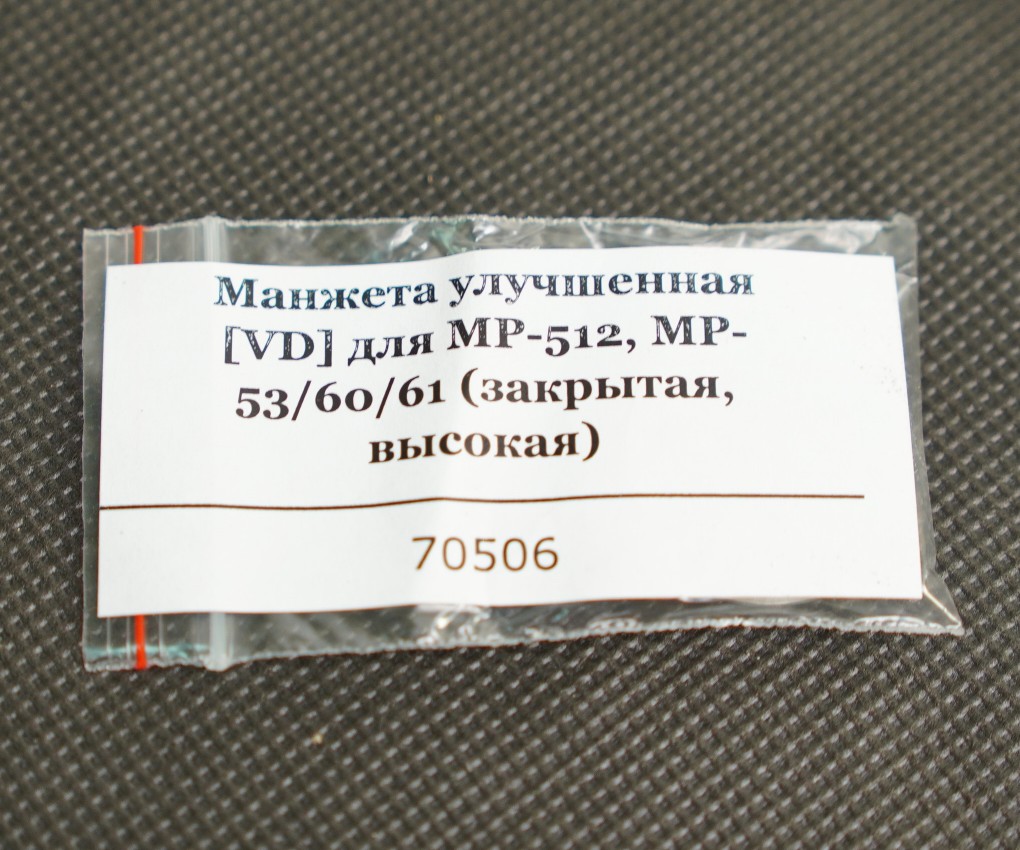 Манжета улучшенная
[VD] для МР-512, МР-
53/60/61 (закрытая,
высокая)
70506